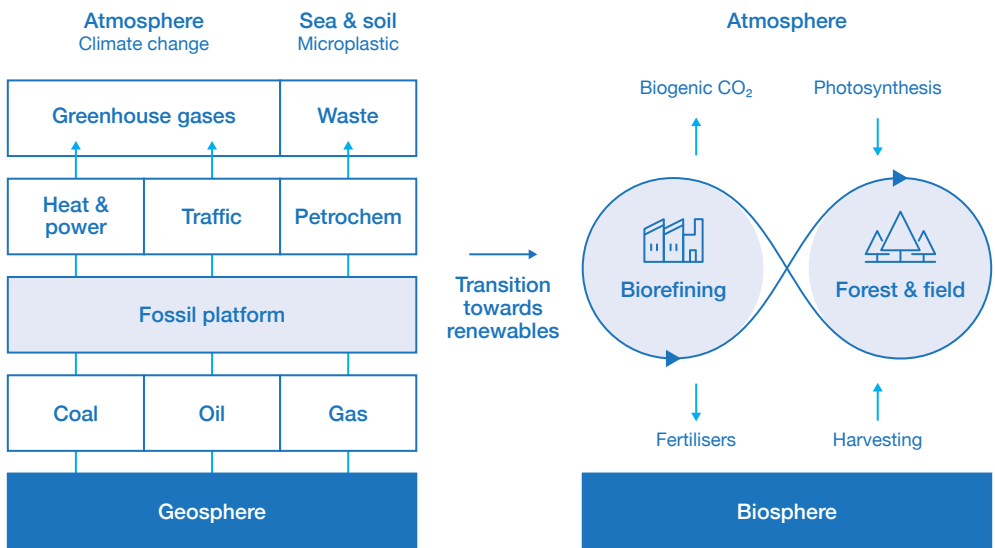 Atmosphere
Climate change
Sea & soil
Microplastic
Greenhouse gases
Waste
Heat &
power
Traffic
Petrochem
Fossil platform
Coal
Oil
Gas
Geosphere
Transition
towards
renewables
Atmosphere
Biogenic CO₂
Photosynthesis
Biorefining
Forest & field
Fertilisers
Harvesting
Biosphere